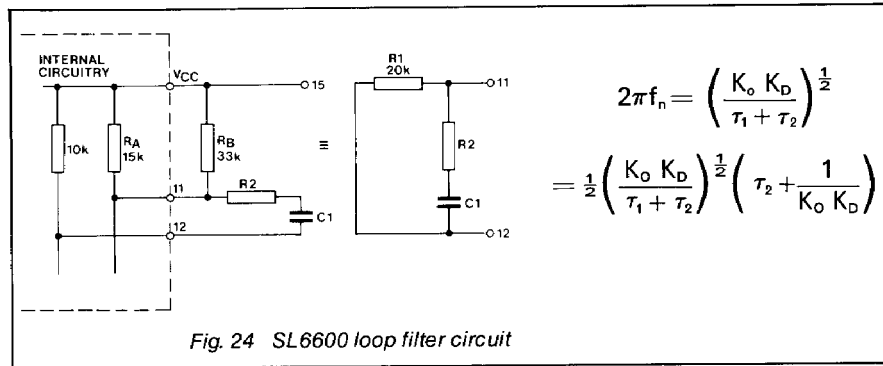 INTERNAL
CIRCUITRY
VCC
15
10k
RA
15k
RB
33k
11
R2
12
C1
≡
R1
20k
11
R2
C1
12
2πfn = (Ko KD / τ1 + τ2)^½
= ½ (Ko KD / τ1 + τ2)^½ (τ2 + 1 / KO KD)
Fig. 24 SL6600 loop filter circuit